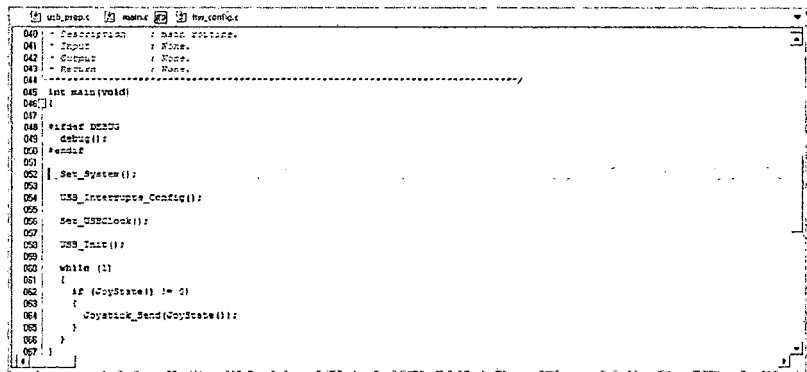 usb_prop.c main.c hw_config.c
040 * Description : main routine.
041 * Input : None.
042 * Output : None.
043 * Return : None.
044 *******************************************************************************/
045 int main(void)
046 {
047
048 #ifdef DEBUG
049 debug();
050 #endif
051
052 Set_System();
053
054 USB_Interrupts_Config();
055
056 Set_USBClock();
057
058 USB_Init();
059
060 while (1)
061 {
062 if (JoyState() != 0)
063 {
064 Joystick_Send(JoyState());
065 }
066 }
067 }